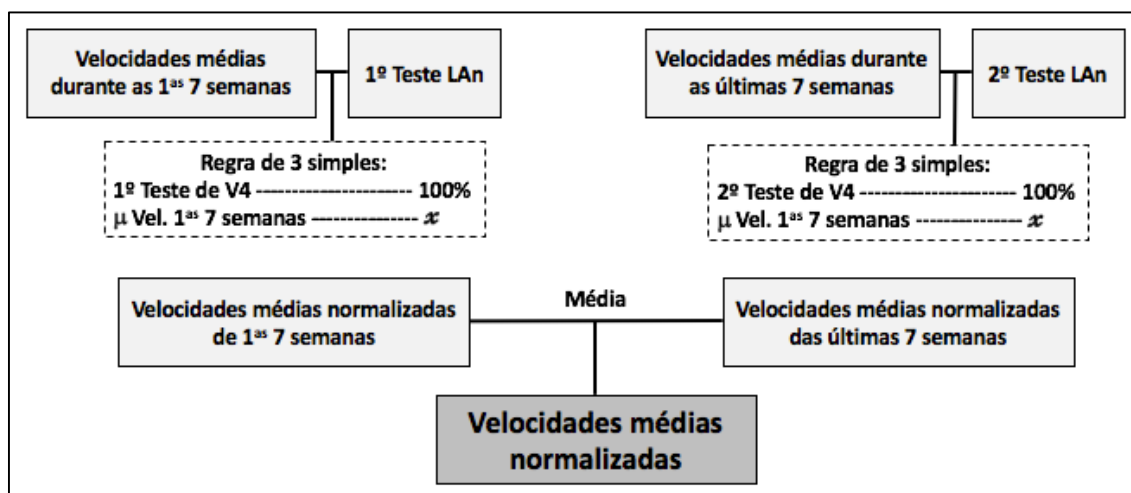 Velocidades médias
durante as 1ªˢ 7 semanas
1º Teste LAn
Velocidades médias durante
as últimas 7 semanas
2º Teste LAn
Regra de 3 simples:
1º Teste de V4 ------------------------ 100%
μ Vel. 1ªˢ 7 semanas ---------------- x
Regra de 3 simples:
2º Teste de V4 ------------------------ 100%
μ Vel. 1ªˢ 7 semanas ---------------- x
Velocidades médias normalizadas
de 1ªˢ 7 semanas
Média
Velocidades médias normalizadas
das últimas 7 semanas
Velocidades médias
normalizadas